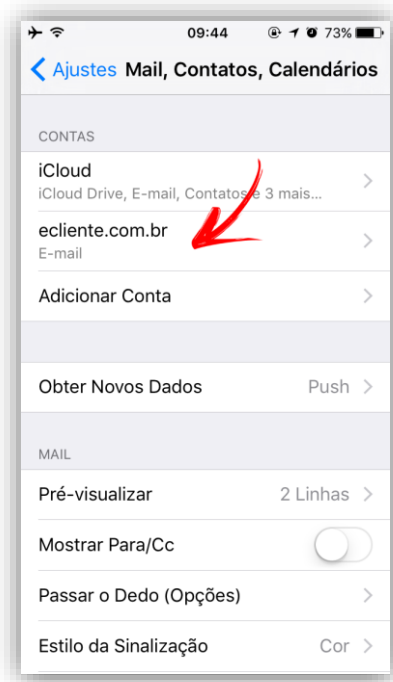 09:44 73%
Ajustes Mail, Contatos, Calendários
CONTAS
iCloud
iCloud Drive, E-mail, Contatos e 3 mais...
ecliente.com.br
E-mail
Adicionar Conta
Obter Novos Dados Push
MAIL
Pré-visualizar 2 Linhas
Mostrar Para/Cc
Passar o Dedo (Opções)
Estilo da Sinalização Cor